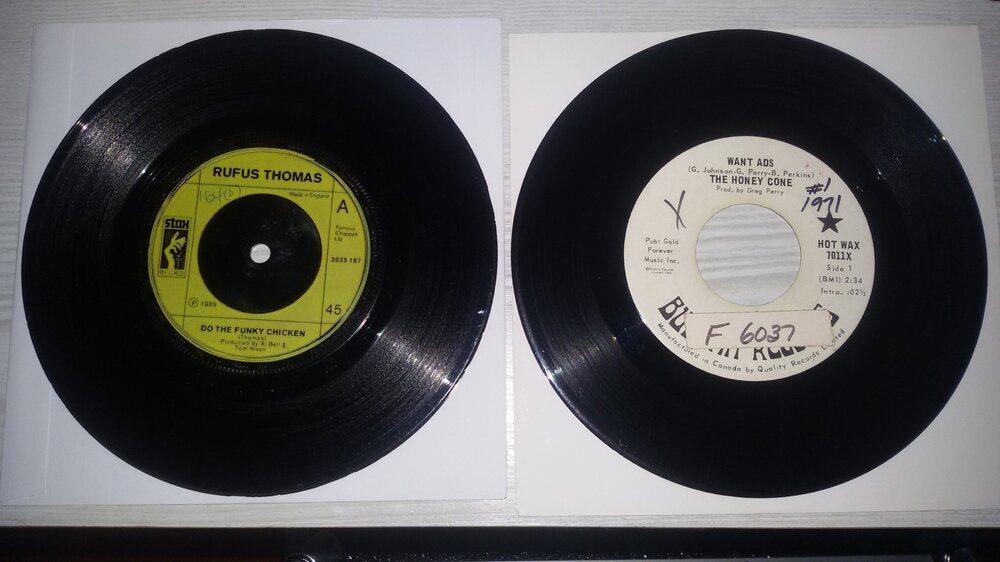 RUFUS THOMAS
Made in England
A
stax
Famous
Chappell
Ltd
2025 187
℗ 1969
45
DO THE FUNKY CHICKEN
(Thomas)
Produced by Al Bell &
Tom Nixon
WANT ADS
(G. Johnson-G. Perry-B. Perkins)
THE HONEY CONE
Prod. by Greg Perry
X
#1
1971
Pub: Gold
Forever
Music Inc.
HOT WAX
7011X
Side 1
(BMI) 2:34
Intro. :02½
F 6037
Manufactured in Canada by Quality Records Limited